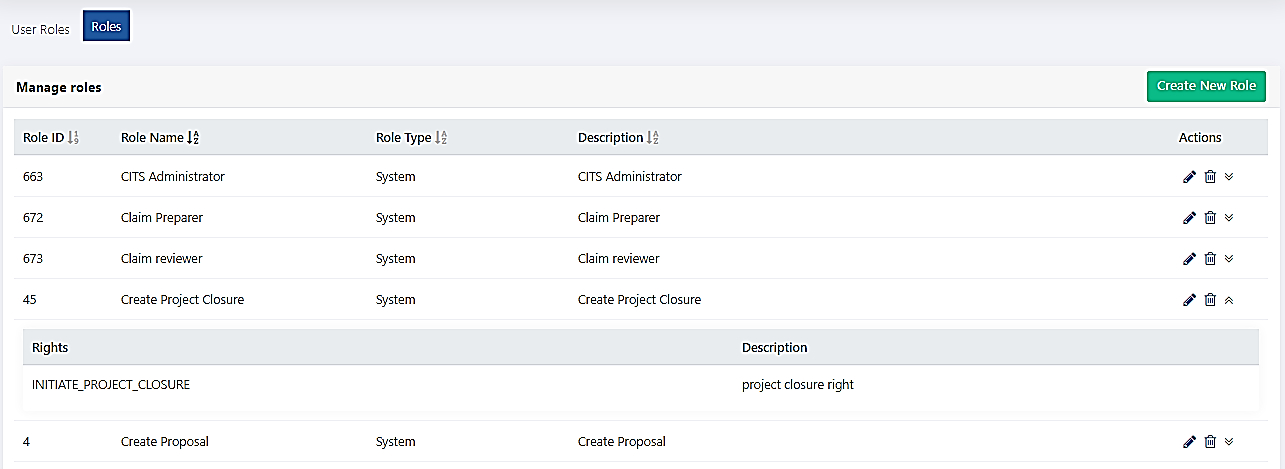 User Roles Roles
Manage roles Create New Role
Role ID Role Name Role Type Description Actions
663 CITS Administrator System CITS Administrator
672 Claim Preparer System Claim Preparer
673 Claim reviewer System Claim reviewer
45 Create Project Closure System Create Project Closure
Rights Description
INITIATE_PROJECT_CLOSURE project closure right
4 Create Proposal System Create Proposal